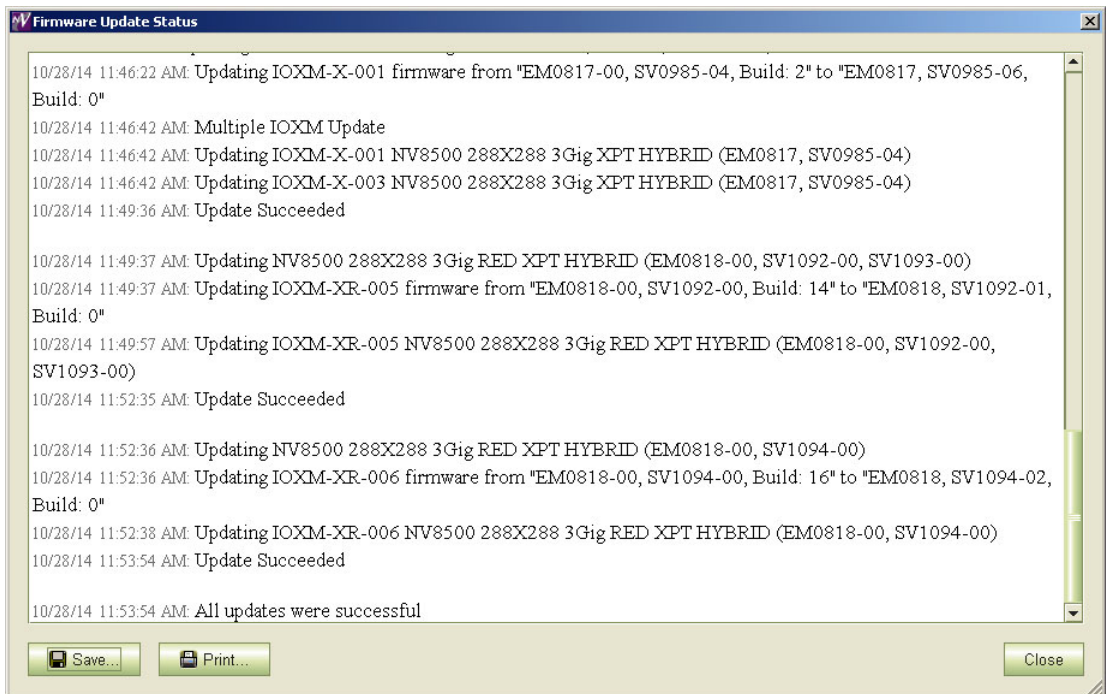 Firmware Update Status
10/28/14 11:46:22 AM: Updating IOXM-X-001 firmware from "EM0817-00, SV0985-04, Build: 2" to "EM0817, SV0985-06,
Build: 0"
10/28/14 11:46:42 AM: Multiple IOXM Update
10/28/14 11:46:42 AM: Updating IOXM-X-001 NV8500 288X288 3Gig XPT HYBRID (EM0817, SV0985-04)
10/28/14 11:46:42 AM: Updating IOXM-X-003 NV8500 288X288 3Gig XPT HYBRID (EM0817, SV0985-04)
10/28/14 11:49:36 AM: Update Succeeded
10/28/14 11:49:37 AM: Updating NV8500 288X288 3Gig RED XPT HYBRID (EM0818-00, SV1092-00, SV1093-00)
10/28/14 11:49:37 AM: Updating IOXM-XR-005 firmware from "EM0818-00, SV1092-00, Build: 14" to "EM0818, SV1092-01,
Build: 0"
10/28/14 11:49:57 AM: Updating IOXM-XR-005 NV8500 288X288 3Gig RED XPT HYBRID (EM0818-00, SV1092-00,
SV1093-00)
10/28/14 11:52:35 AM: Update Succeeded
10/28/14 11:52:36 AM: Updating NV8500 288X288 3Gig RED XPT HYBRID (EM0818-00, SV1094-00)
10/28/14 11:52:36 AM: Updating IOXM-XR-006 firmware from "EM0818-00, SV1094-00, Build: 16" to "EM0818, SV1094-02,
Build: 0"
10/28/14 11:52:38 AM: Updating IOXM-XR-006 NV8500 288X288 3Gig RED XPT HYBRID (EM0818-00, SV1094-00)
10/28/14 11:53:54 AM: Update Succeeded
10/28/14 11:53:54 AM: All updates were successful
Save... Print... Close